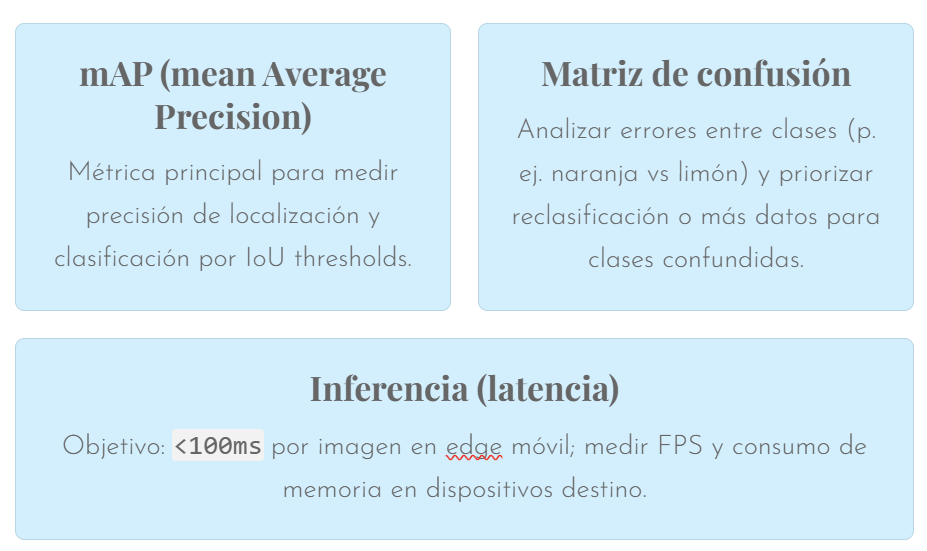 mAP (mean Average
Precision)
Métrica principal para medir
precisión de localización y
clasificación por IoU thresholds.
Matriz de confusión
Analizar errores entre clases (p.
ej. naranja vs limón) y priorizar
reclasificación o más datos para
clases confundidas.
Inferencia (latencia)
Objetivo: <100ms por imagen en edge móvil; medir FPS y consumo de
memoria en dispositivos destino.